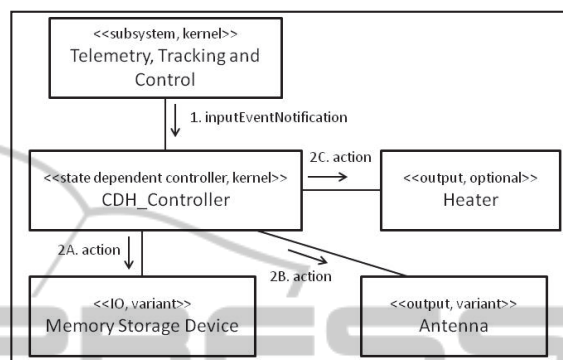 <<subsystem, kernel>>
Telemetry, Tracking and
Control
1. inputEventNotification
<<state dependent controller, kernel>>
CDH_Controller
2C. action
<<output, optional>>
Heater
2A. action
2B. action
<<IO, variant>>
Memory Storage Device
<<output, variant>>
Antenna